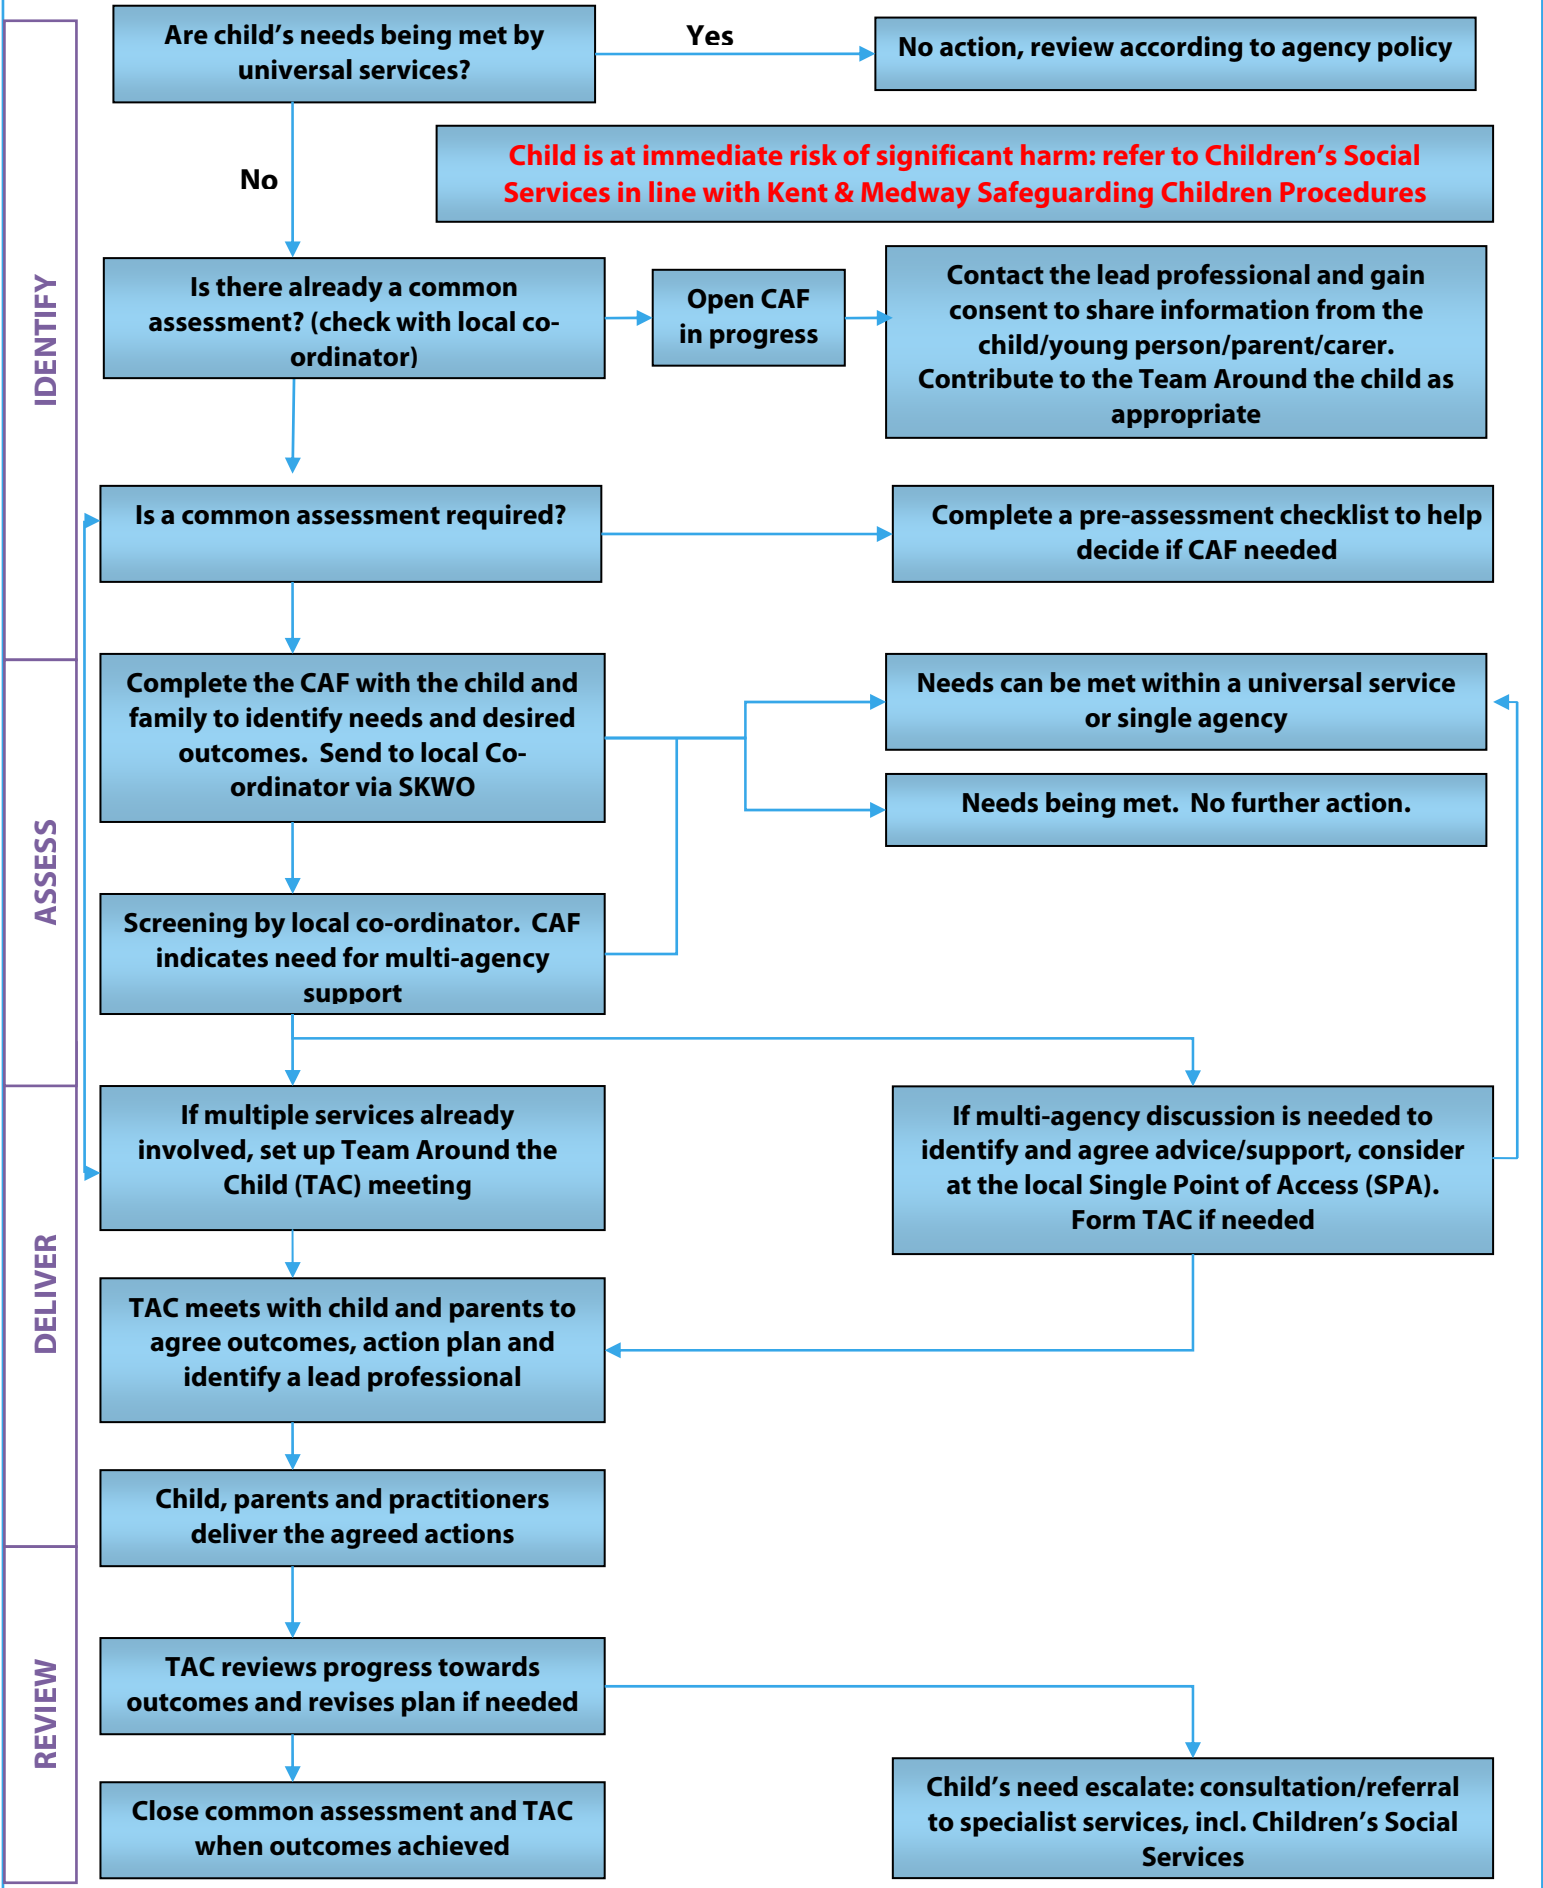 Are child’s needs being met by
universal services?
Yes
No action, review according to agency policy
Child is at immediate risk of significant harm: refer to Children’s Social
Services in line with Kent & Medway Safeguarding Children Procedures
No
IDENTIFY
Is there already a common
assessment? (check with local co-
ordinator)
Open CAF
in progress
Contact the lead professional and gain
consent to share information from the
child/young person/parent/carer.
Contribute to the Team Around the child as
appropriate
Is a common assessment required?
Complete a pre-assessment checklist to help
decide if CAF needed
ASSESS
Complete the CAF with the child and
family to identify needs and desired
outcomes.  Send to local Co-
ordinator via SKWO
Needs can be met within a universal service
or single agency
Needs being met.  No further action.
Screening by local co-ordinator.  CAF
indicates need for multi-agency
support
DELIVER
If multiple services already
involved, set up Team Around the
Child (TAC) meeting
If multi-agency discussion is needed to
identify and agree advice/support, consider
at the local Single Point of Access (SPA).
Form TAC if needed
TAC meets with child and parents to
agree outcomes, action plan and
identify a lead professional
Child, parents and practitioners
deliver the agreed actions
REVIEW
TAC reviews progress towards
outcomes and revises plan if needed
Close common assessment and TAC
when outcomes achieved
Child’s need escalate: consultation/referral
to specialist services, incl. Children’s Social
Services